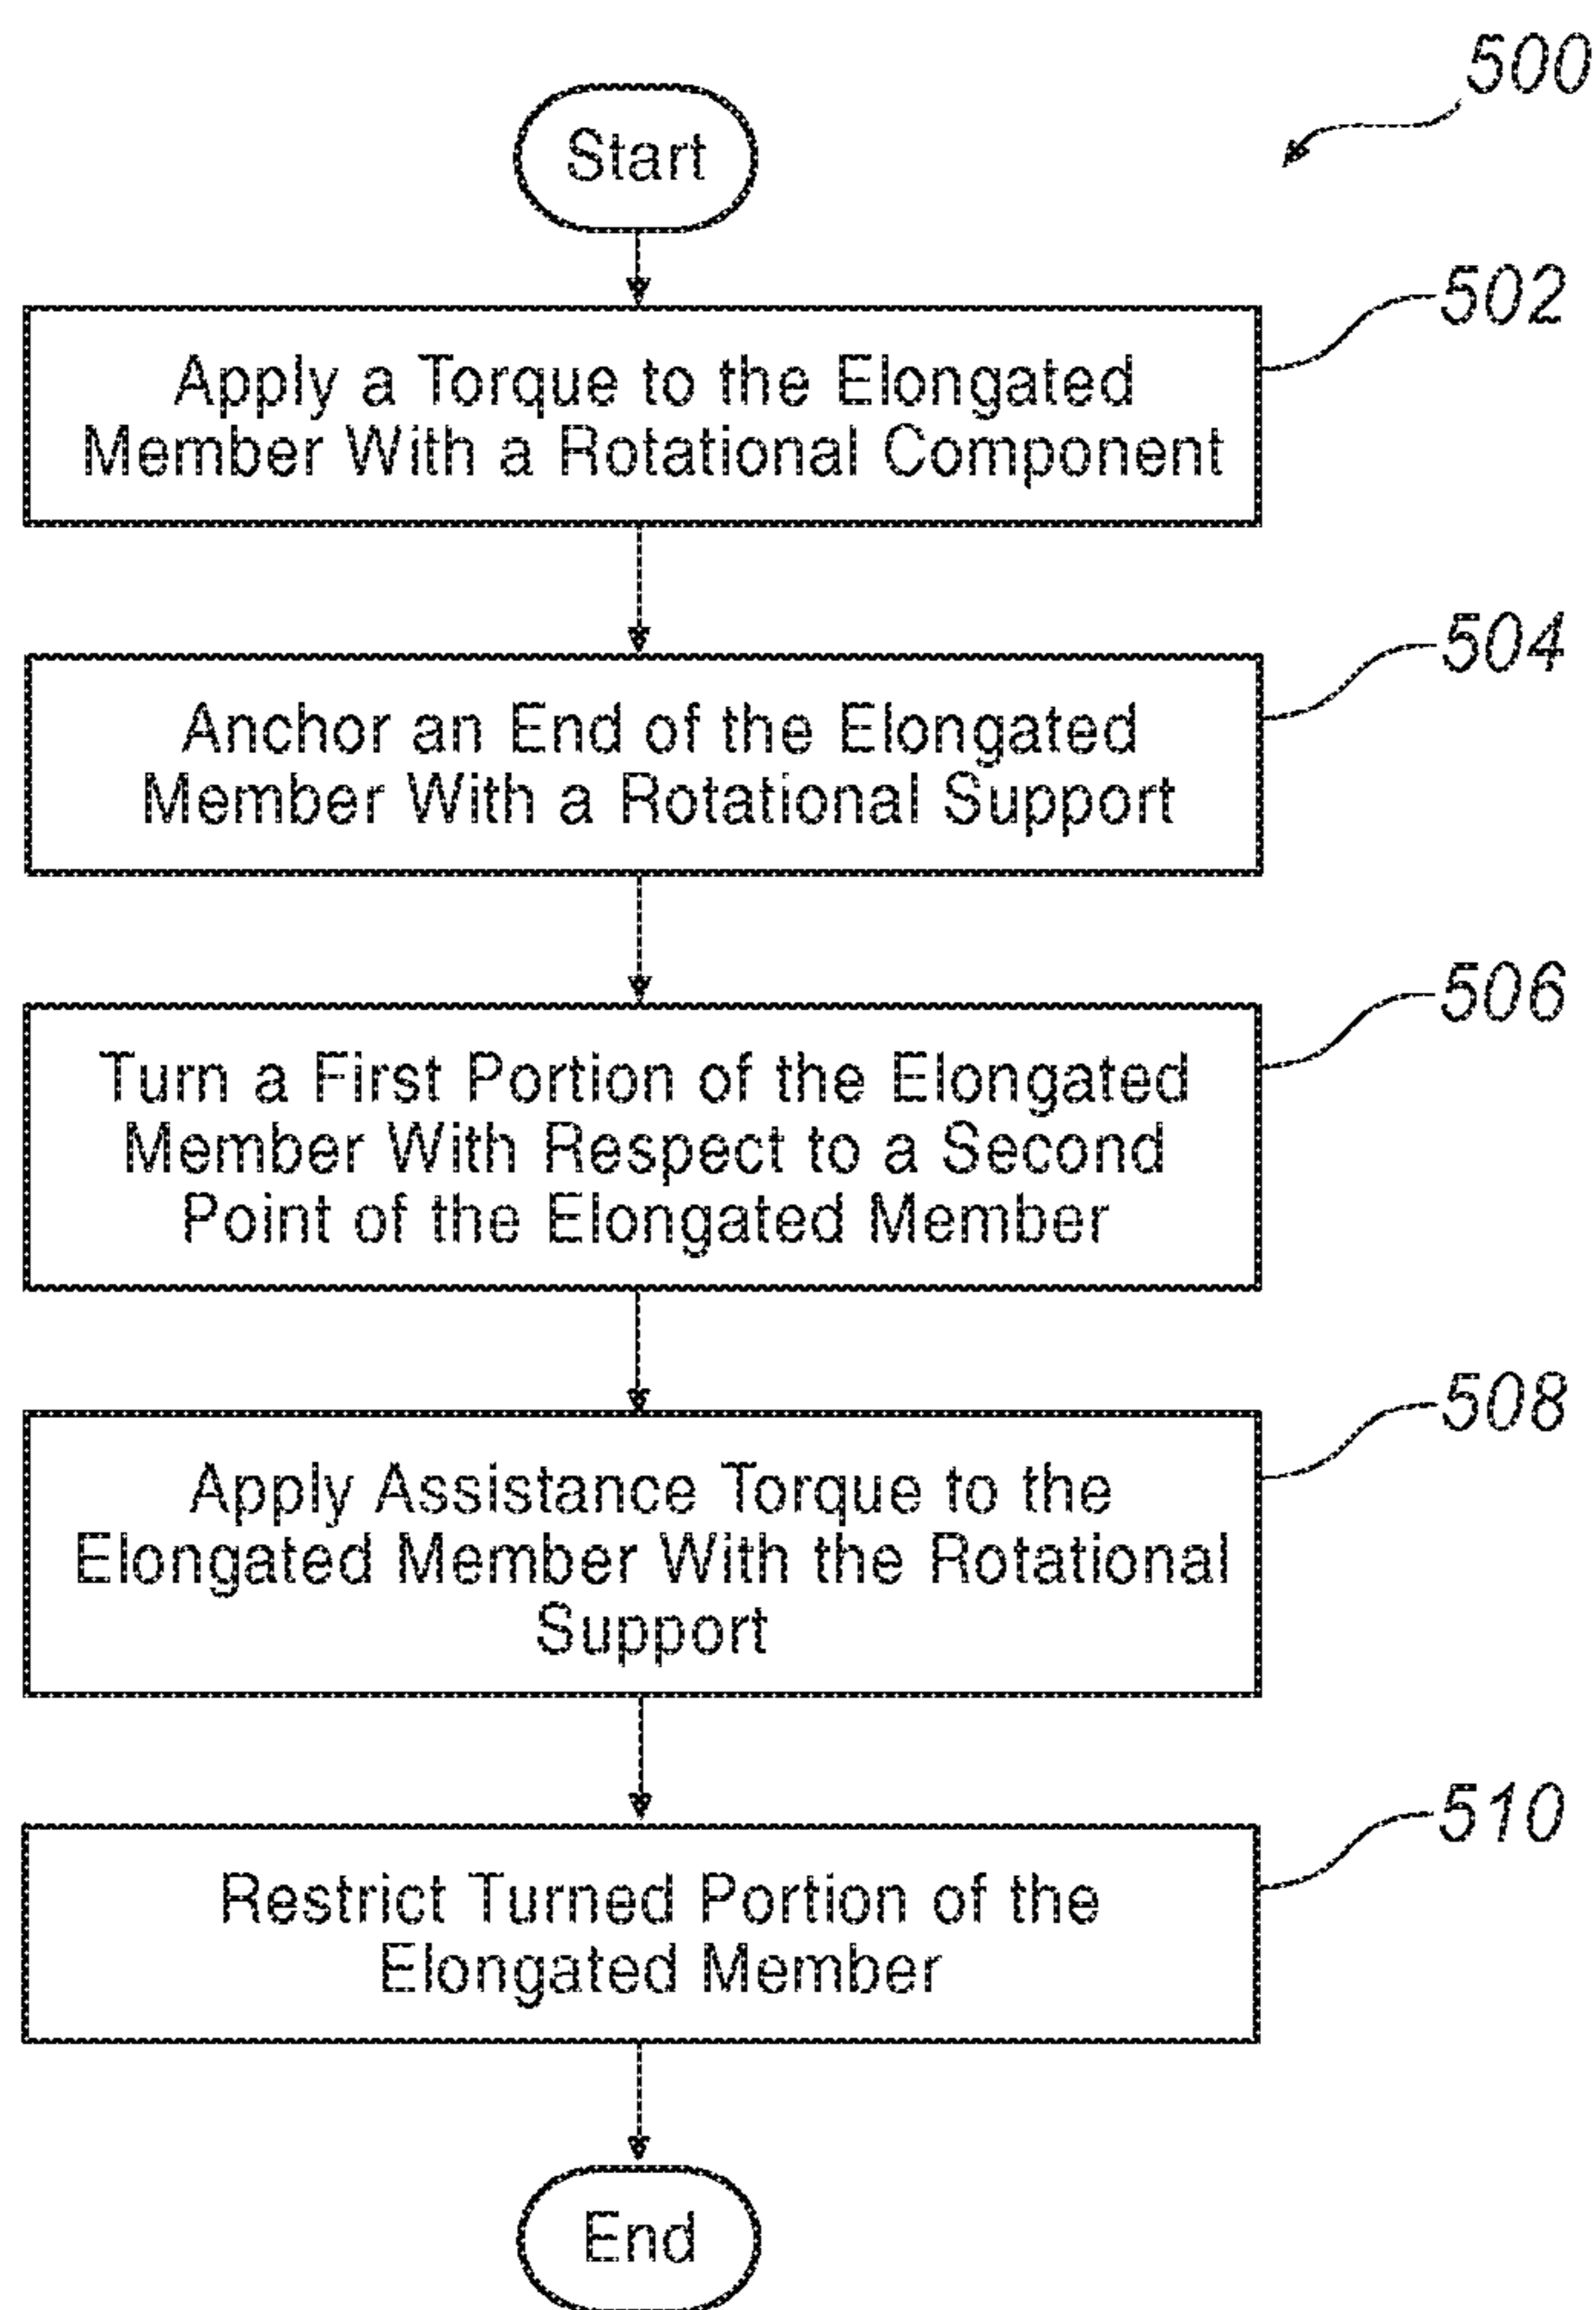 500
Start
502
Apply a Torque to the Elongated
Member With a Rotational Component
504
Anchor an End of the Elongated
Member With a Rotational Support
506
Turn a First Portion of the Elongated
Member With Respect to a Second
Point of the Elongated Member
508
Apply Assistance Torque to the
Elongated Member With the Rotational
Support
510
Restrict Turned Portion of the
Elongated Member
End